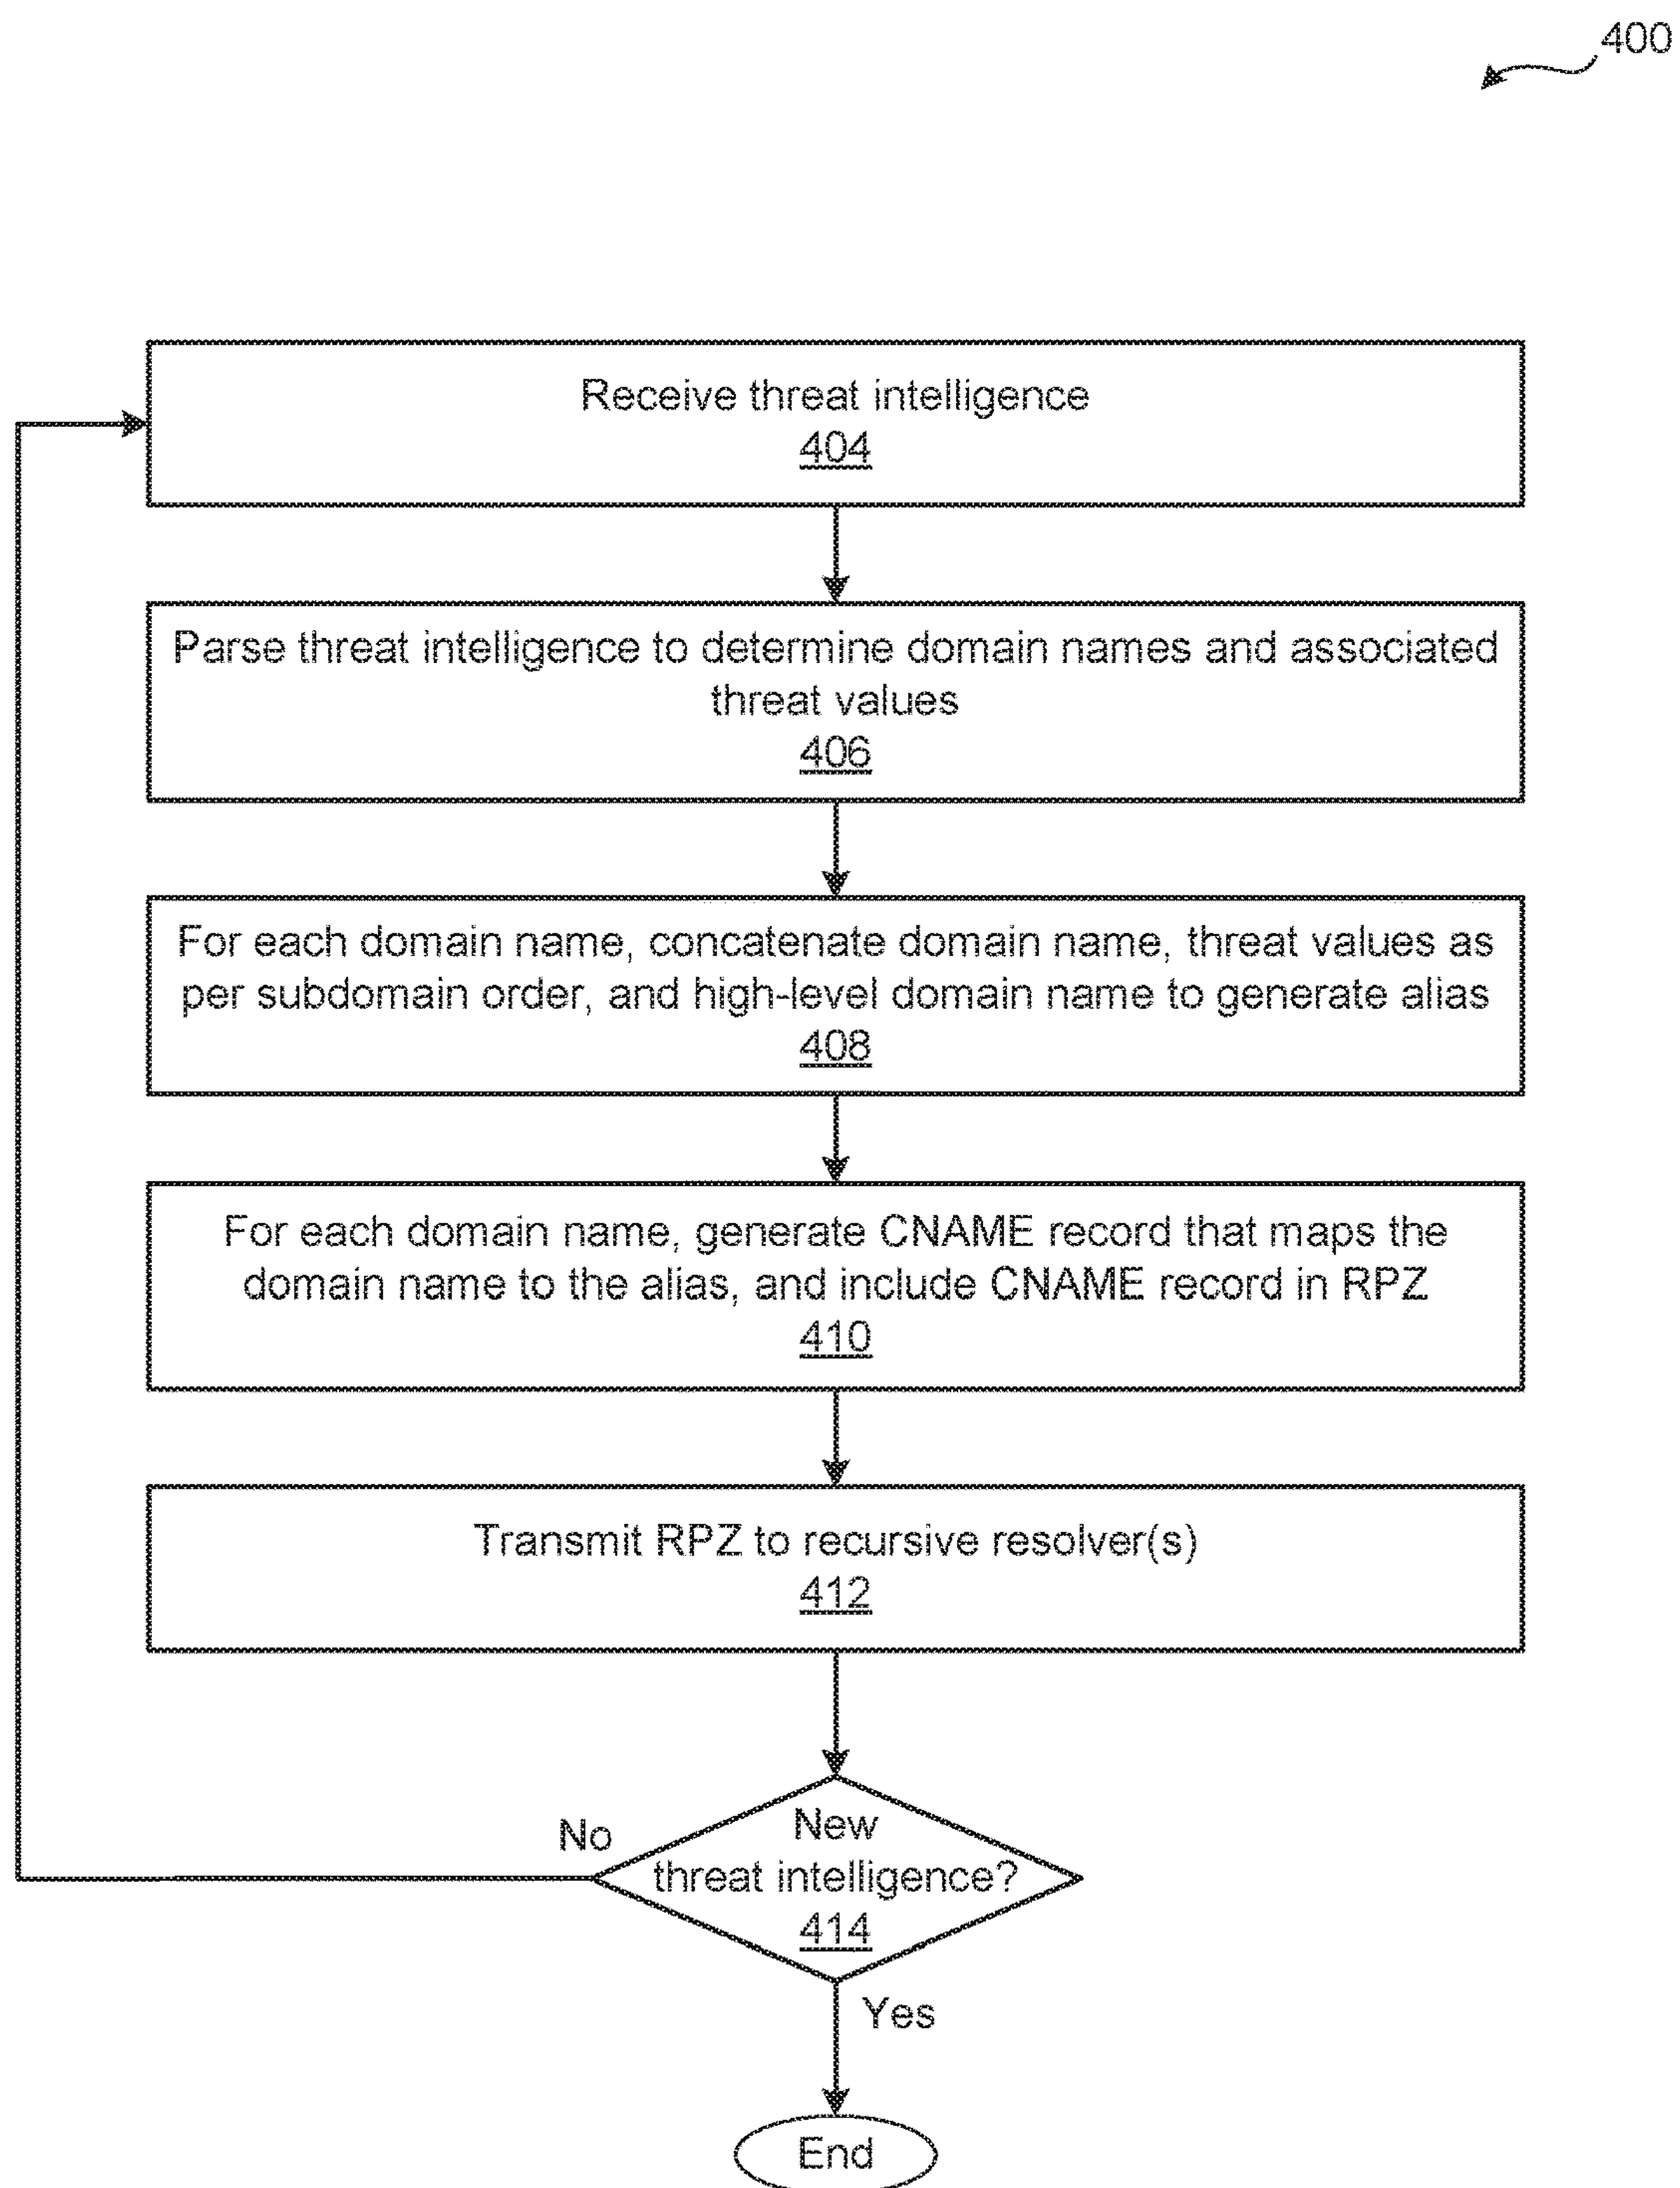 400
Receive threat intelligence
404
Parse threat intelligence to determine domain names and associated
threat values
406
For each domain name, concatenate domain name, threat values as
per subdomain order, and high-level domain name to generate alias
408
For each domain name, generate CNAME record that maps the
domain name to the alias, and include CNAME record in RPZ
410
Transmit RPZ to recursive resolver(s)
412
No
New
threat intelligence?
414
Yes
End